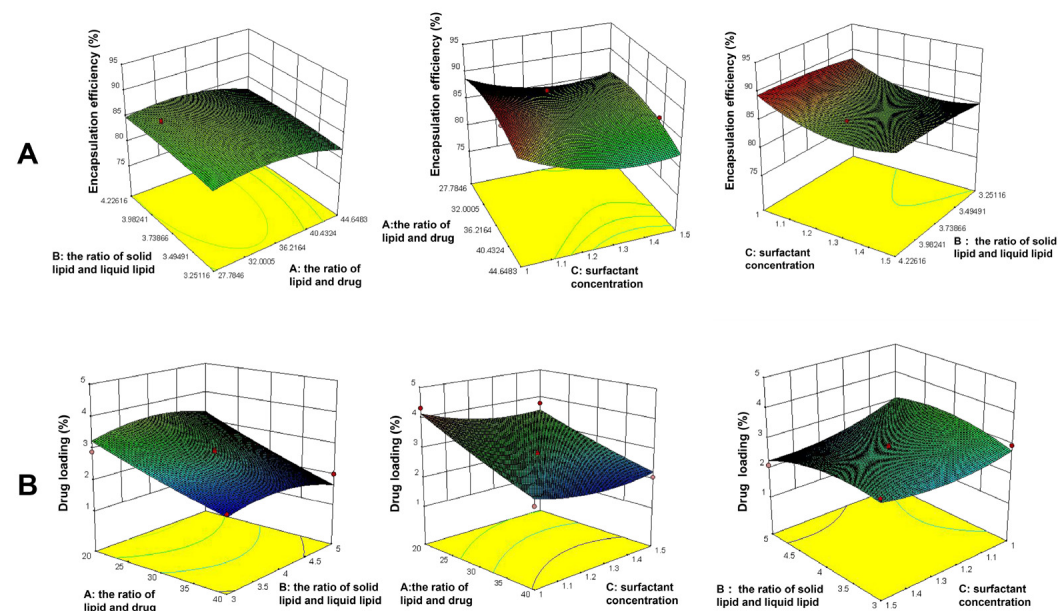 A
Encapsulation efficiency (%)
95
90
85
80
75
4.22616
3.98241
3.73866
3.49491
3.25116
B: the ratio of solid
lipid and liquid lipid
27.7846
32.0005
36.2164
40.4324
44.6483
A: the ratio of
lipid and drug
Encapsulation efficiency (%)
95
90
85
80
75
27.7846
32.0005
36.2164
40.4324
44.6483
A:the ratio of
lipid and drug
1
1.1
1.2
1.3
1.4
1.5
C: surfactant
concentration
Encapsulation efficiency (%)
95
90
85
80
75
1
1.1
1.2
1.3
1.4
1.5
C: surfactant
concentration
3.25116
3.49491
3.73866
3.98241
4.22616
B : the ratio of solid
lipid and liquid lipid
B
Drug loading (%)
5
4
3
2
1
20
25
30
35
40
A: the ratio of
lipid and drug
3
3.5
4
4.5
5
B: the ratio of solid
lipid and liquid lipid
Drug loading (%)
5
4
3
2
1
20
25
30
35
40
A:the ratio of
lipid and drug
1
1.1
1.2
1.3
1.4
1.5
C: surfactant
concentration
Drug loading (%)
5
4
3
2
1
5
4.5
4
3.5
3
B : the ratio of solid
lipid and liquid lipid
1.5
1.4
1.3
1.2
1.1
1
C: surfactant
concentration